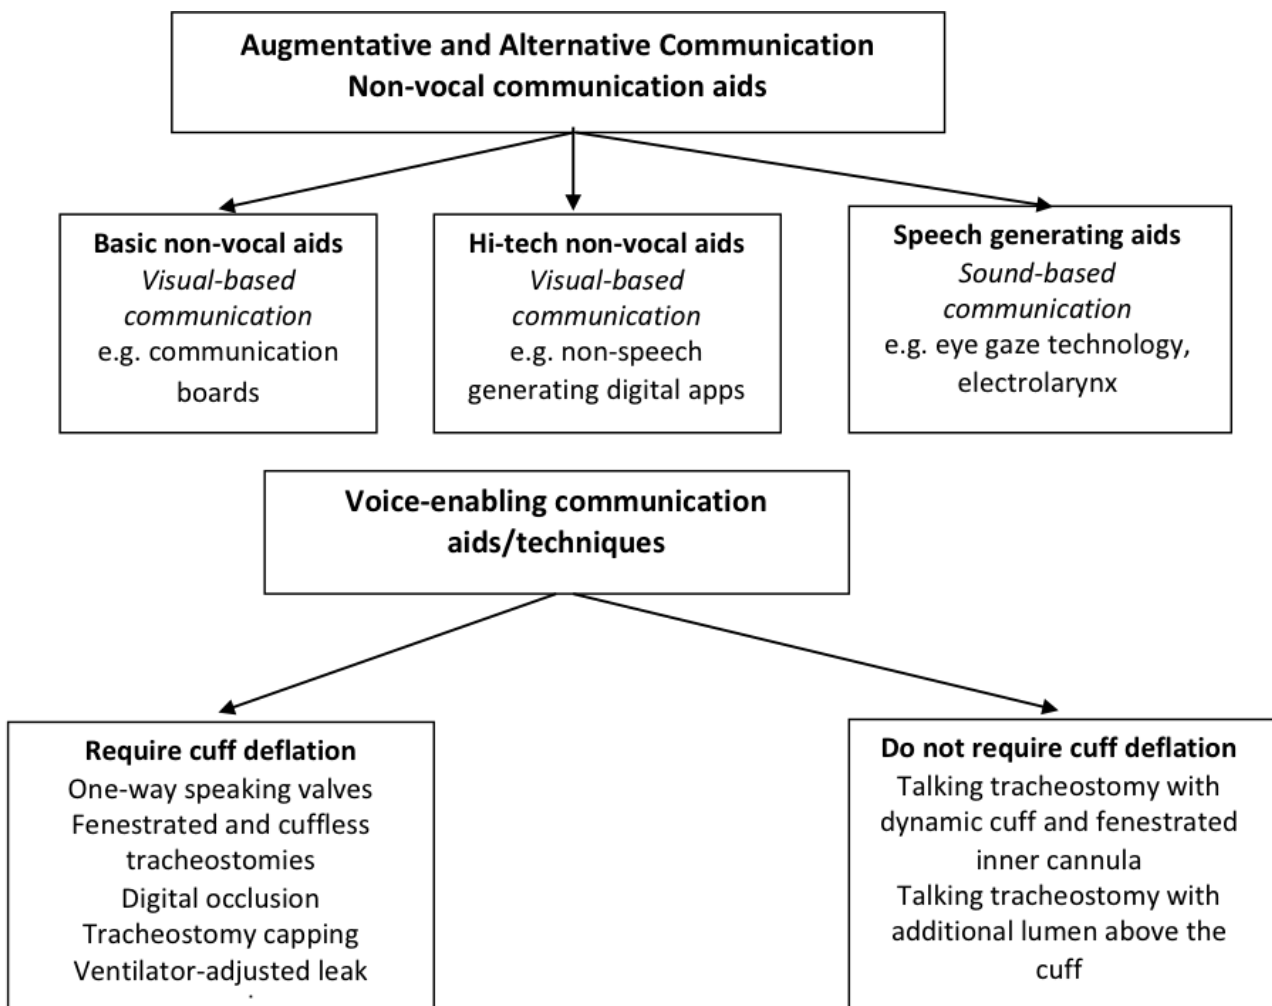 Augmentative and Alternative Communication
Non-vocal communication aids
Basic non-vocal aids
Visual-based
communication
e.g. communication
boards
Hi-tech non-vocal aids
Visual-based
communication
e.g. non-speech
generating digital apps
Speech generating aids
Sound-based
communication
e.g. eye gaze technology,
electrolarynx
Voice-enabling communication
aids/techniques
Require cuff deflation
One-way speaking valves
Fenestrated and cuffless
tracheostomies
Digital occlusion
Tracheostomy capping
Ventilator-adjusted leak
Do not require cuff deflation
Talking tracheostomy with
dynamic cuff and fenestrated
inner cannula
Talking tracheostomy with
additional lumen above the
cuff